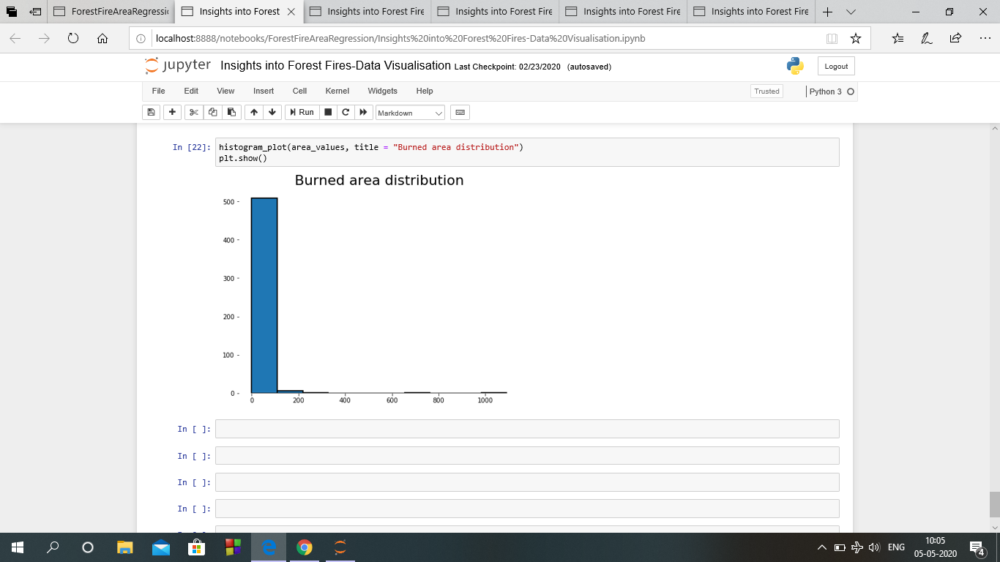 ForestFireAreaRegressi
Insights into Forest
Insights into Forest Fire
Insights into Forest Fire
Insights into Forest Fire
Insights into Forest Fire
localhost:8888/notebooks/ForestFireAreaRegression/Insights%20into%20Forest%20Fires-Data%20Visualisation.ipynb
jupyter Insights into Forest Fires-Data Visualisation Last Checkpoint: 02/23/2020 (autosaved)
Logout
File Edit View Insert Cell Kernel Widgets Help
Trusted
Python 3
Run
Markdown
In [22]:
histogram_plot(area_values, title = "Burned area distribution")
plt.show()
Burned area distribution
500
400
300
200
100
0
0 200 400 600 800 1000
In [ ]:
In [ ]:
In [ ]:
In [ ]:
ENG
10:05
05-05-2020
4